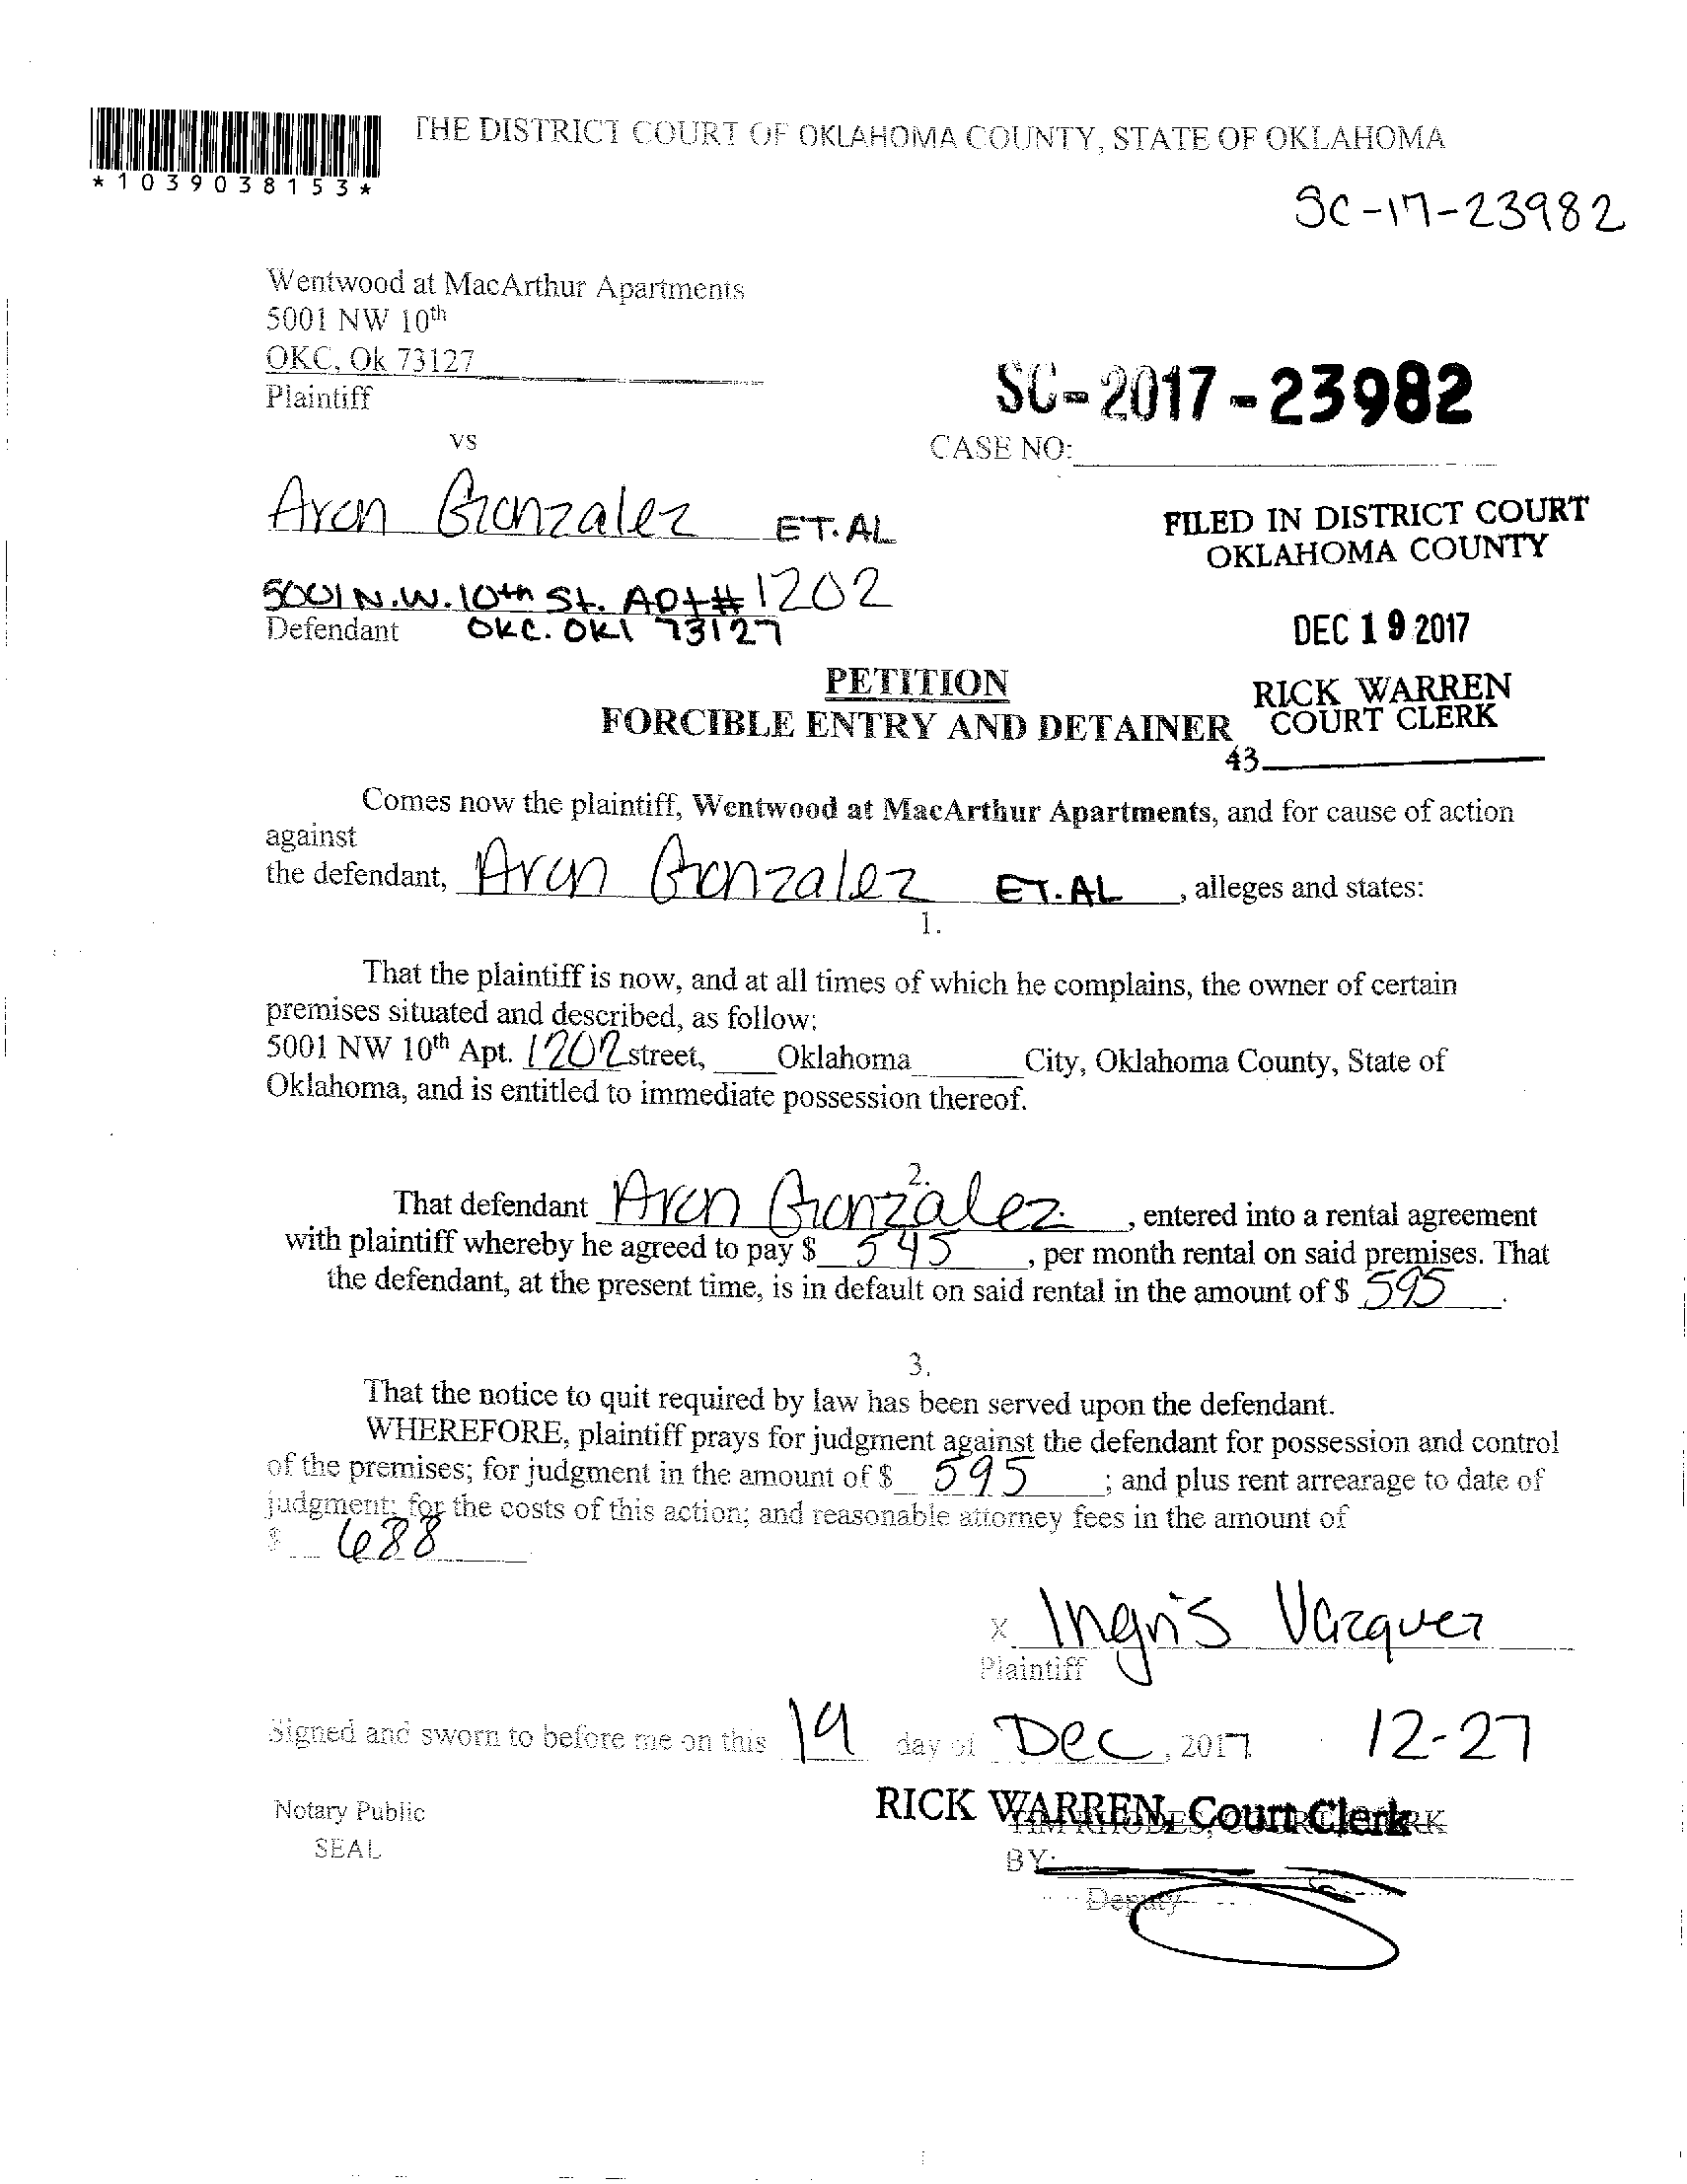 THE DISTRICT COURT OF OKLAHOMA COUNTY, STATE OF OKLAHOMA
*1039038153*
SC-17-23982
Wentwood at MacArthur Apartments
5001 NW 10th
OKC, Ok 73127
Plaintiff
SC-2017-23982
vs
CASE NO:
Aron Gonzalez ET.AL
FILED IN DISTRICT COURT
OKLAHOMA COUNTY
5001 N.W. 10th St. Apt# 1202
Defendant OKC. Okl 73127
DEC 19 2017
PETITION
RICK WARREN
FORCIBLE ENTRY AND DETAINER COURT CLERK
43
Comes now the plaintiff, Wentwood at MacArthur Apartments, and for cause of action
against
the defendant, Aron Gonzalez ET.AL, alleges and states:
1.
That the plaintiff is now, and at all times of which he complains, the owner of certain
premises situated and described, as follow:
5001 NW 10th Apt. 1202 street, Oklahoma City, Oklahoma County, State of
Oklahoma, and is entitled to immediate possession thereof.
2.
That defendant Aron Gonzalez, entered into a rental agreement
with plaintiff whereby he agreed to pay $ 545, per month rental on said premises. That
the defendant, at the present time, is in default on said rental in the amount of $ 595.
3.
That the notice to quit required by law has been served upon the defendant.
WHEREFORE, plaintiff prays for judgment against the defendant for possession and control
of the premises; for judgment in the amount of $ 595; and plus rent arrearage to date of
judgment; for the costs of this action; and reasonable attorney fees in the amount of
$ 688
x Ingris Vazquez
Plaintiff
Signed and sworn to before me on this 19 day of Dec, 2017 12-27
Notary Public
RICK WARREN, Court Clerk
TIM RHODES, COURT CLERK
SEAL
BY:
Deputy